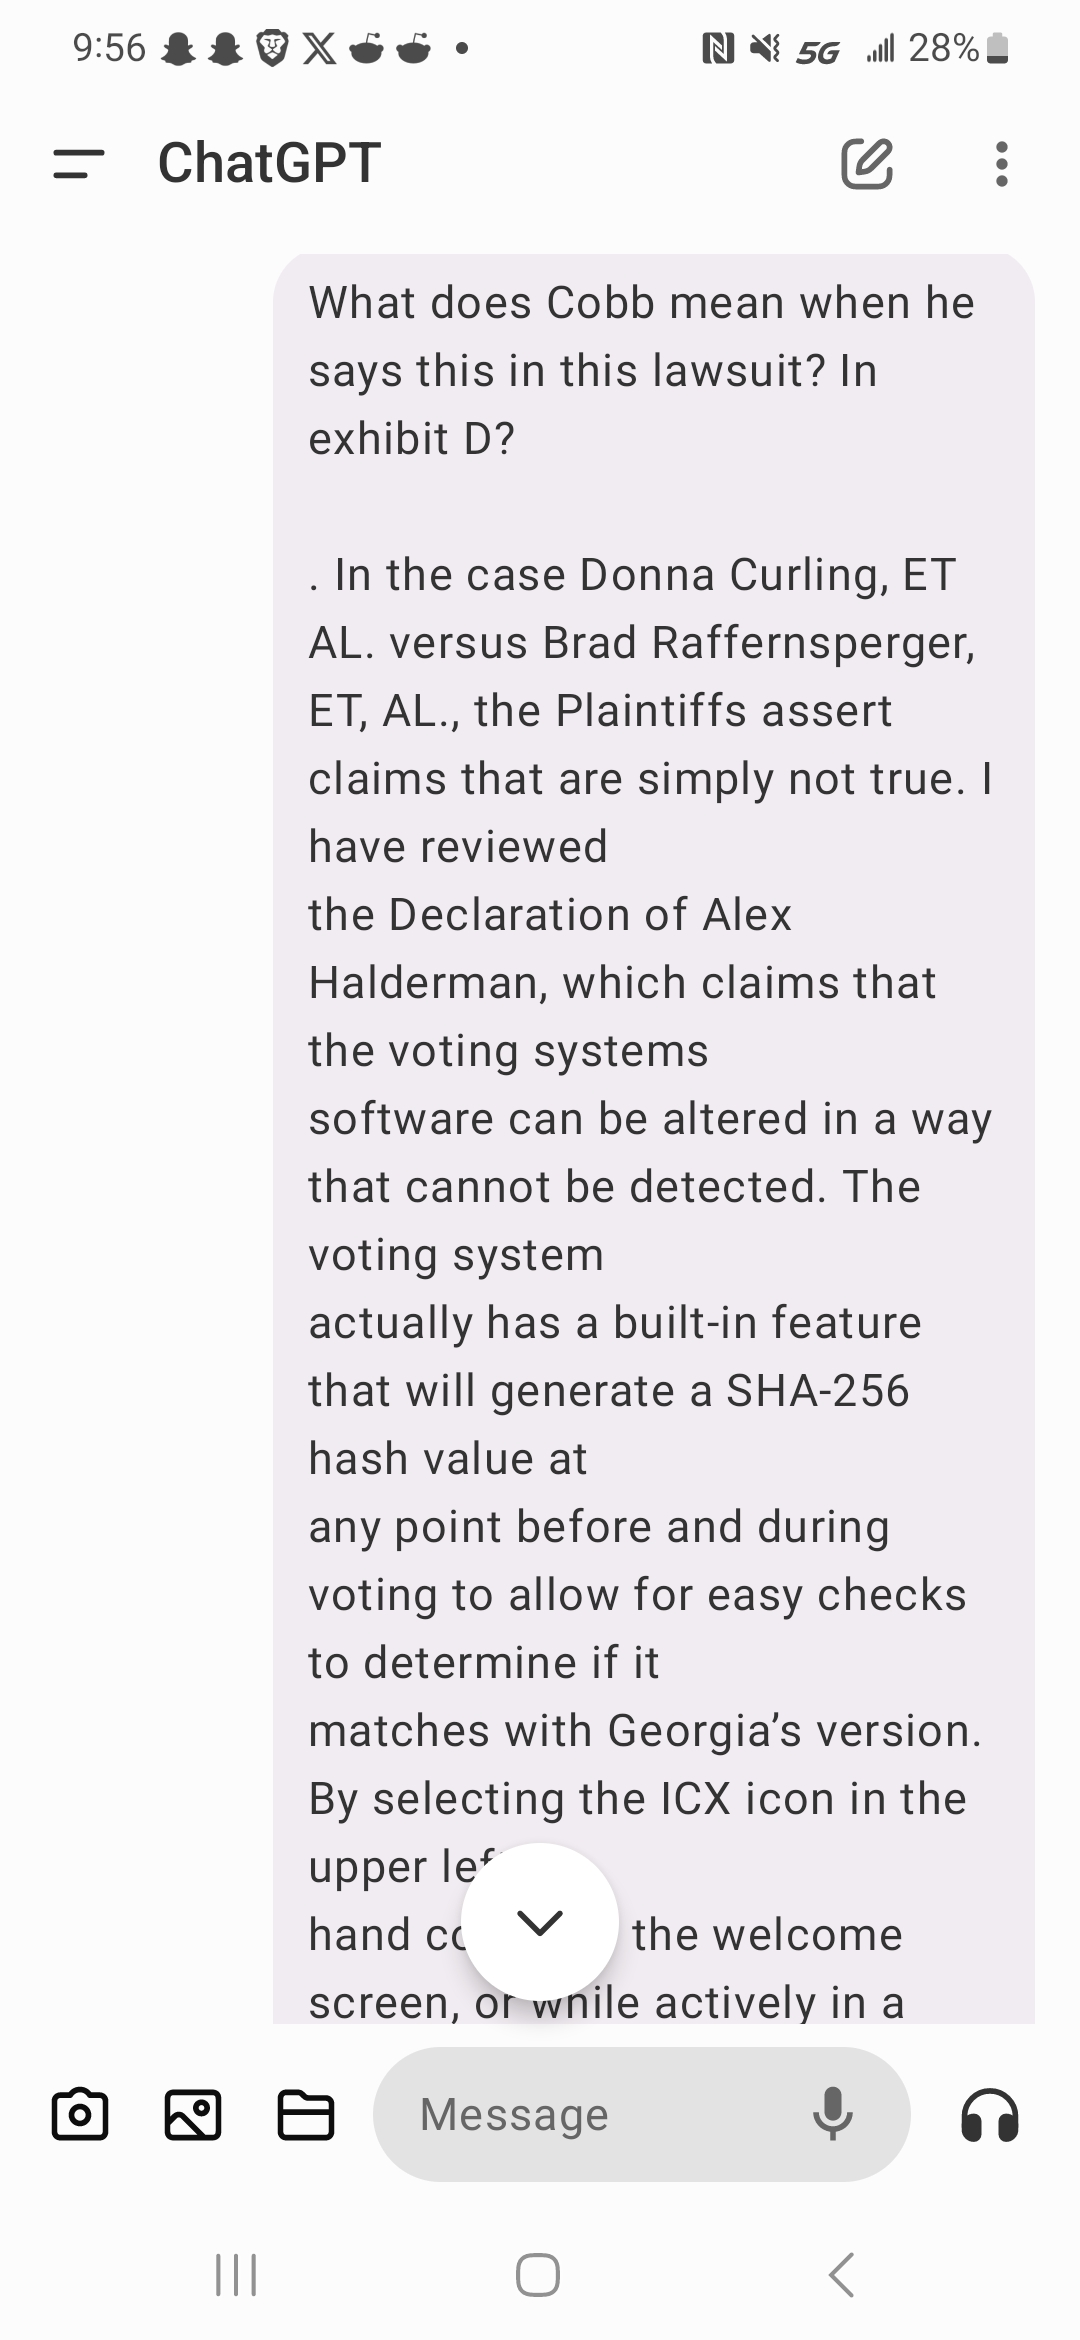 9:56
5G 28%
ChatGPT
What does Cobb mean when he
says this in this lawsuit? In
exhibit D?
. In the case Donna Curling, ET
AL. versus Brad Raffernsperger,
ET, AL., the Plaintiffs assert
claims that are simply not true. I
have reviewed
the Declaration of Alex
Halderman, which claims that
the voting systems
software can be altered in a way
that cannot be detected. The
voting system
actually has a built-in feature
that will generate a SHA-256
hash value at
any point before and during
voting to allow for easy checks
to determine if it
matches with Georgia’s version.
By selecting the ICX icon in the
upper
hand the welcome
screen, or while actively in a
Message